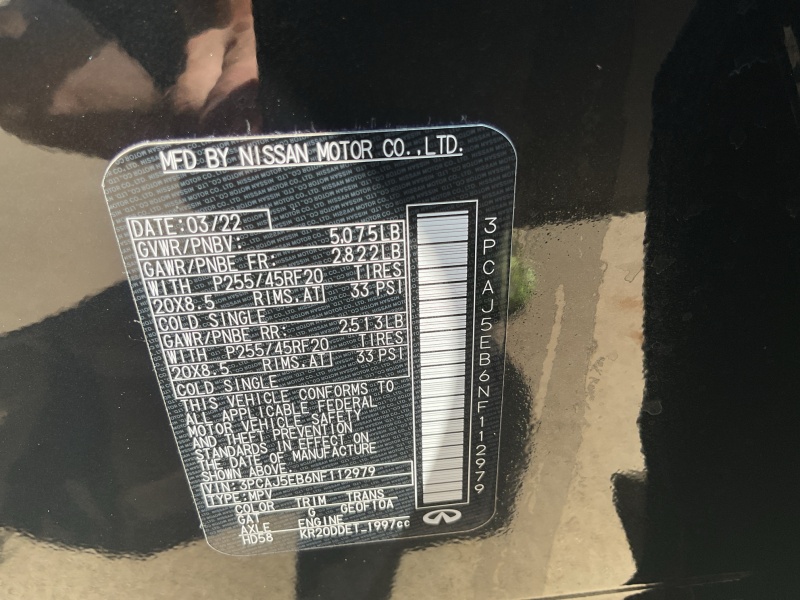 MFD BY NISSAN MOTOR CO.,LTD.
DATE:03/22
GVWR/PNBV: 5,075LB
GAWR/PNBE FR: 2,822LB
WITH P255/45RF20 TIRES
20X8.5 RIMS,AT 33 PSI
COLD SINGLE
GAWR/PNBE RR: 2,513LB
WITH P255/45RF20 TIRES
20X8.5 RIMS,AT 33 PSI
COLD SINGLE
THIS VEHICLE CONFORMS TO
ALL APPLICABLE FEDERAL
MOTOR VEHICLE SAFETY
AND THEFT PREVENTION
STANDARDS IN EFFECT ON
THE DATE OF MANUFACTURE
SHOWN ABOVE
VIN:3PCAJ5EB6NF112979
TYPE:MPV
COLOR TRIM TRANS
GAT G GE0F10A
AXLE ENGINE
HD58 KR20DDET-1997cc
3PCAJ5EB6NF112979